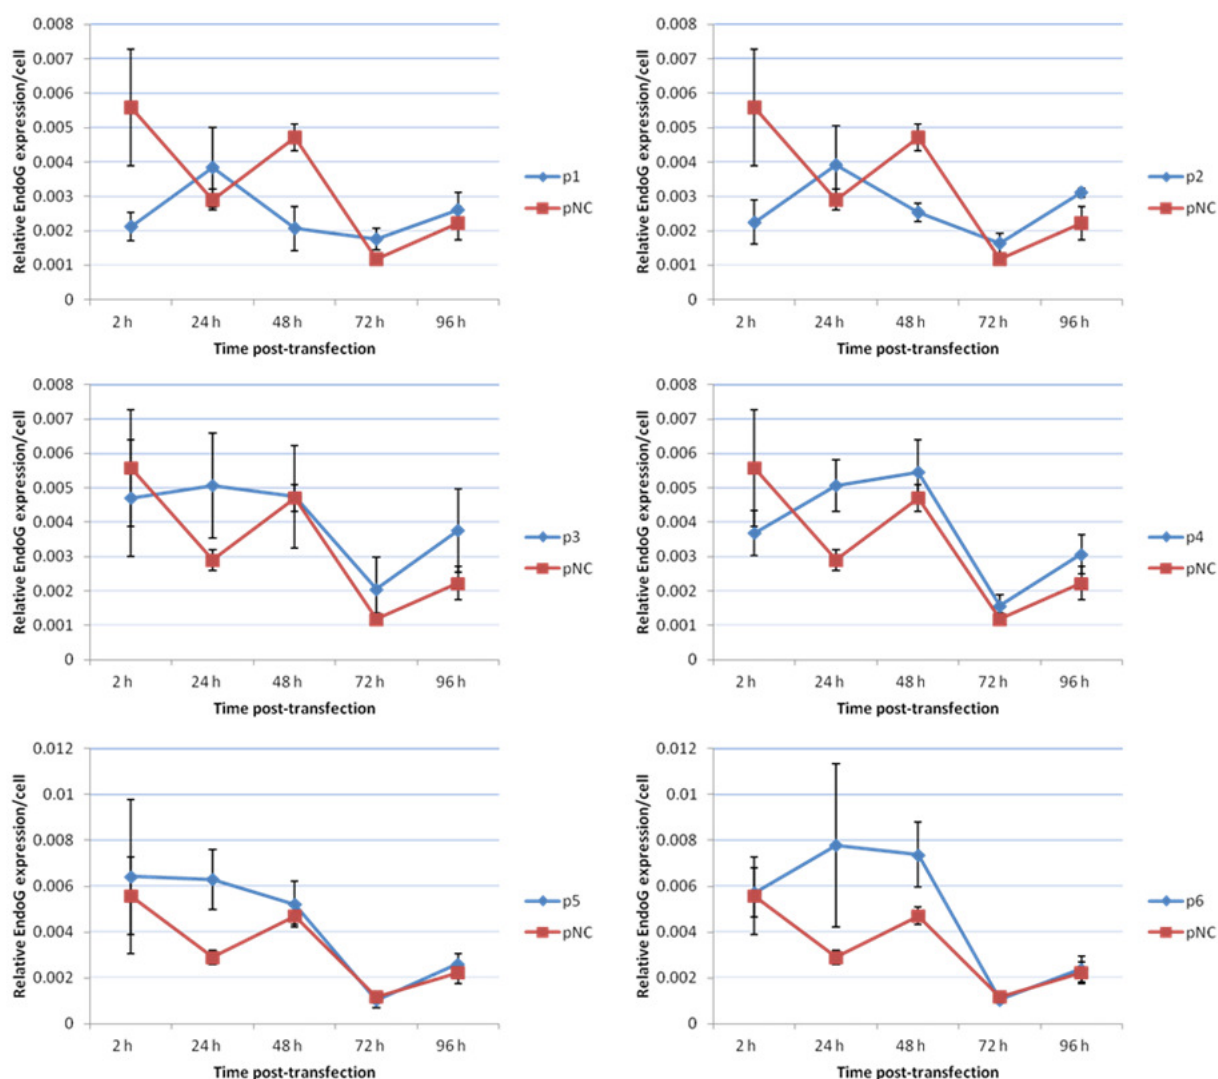 Relative EndoG expression/cell
0.008
0.007
0.006
0.005
0.004
0.003
0.002
0.001
0
2 h 24 h 48 h 72 h 96 h
Time post-transfection
p1
pNC
Relative EndoG expression/cell
0.008
0.007
0.006
0.005
0.004
0.003
0.002
0.001
0
2 h 24 h 48 h 72 h 96 h
Time post-transfection
p2
pNC
Relative EndoG expression/cell
0.008
0.007
0.006
0.005
0.004
0.003
0.002
0.001
0
2 h 24 h 48 h 72 h 96 h
Time post-transfection
p3
pNC
Relative EndoG expression/cell
0.008
0.007
0.006
0.005
0.004
0.003
0.002
0.001
0
2 h 24 h 48 h 72 h 96 h
Time post-transfection
p4
pNC
Relative EndoG expression/cell
0.012
0.01
0.008
0.006
0.004
0.002
0
2 h 24 h 48 h 72 h 96 h
Time post-transfection
p5
pNC
Relative EndoG expression/cell
0.012
0.01
0.008
0.006
0.004
0.002
0
2 h 24 h 48 h 72 h 96 h
Time post-transfection
p6
pNC